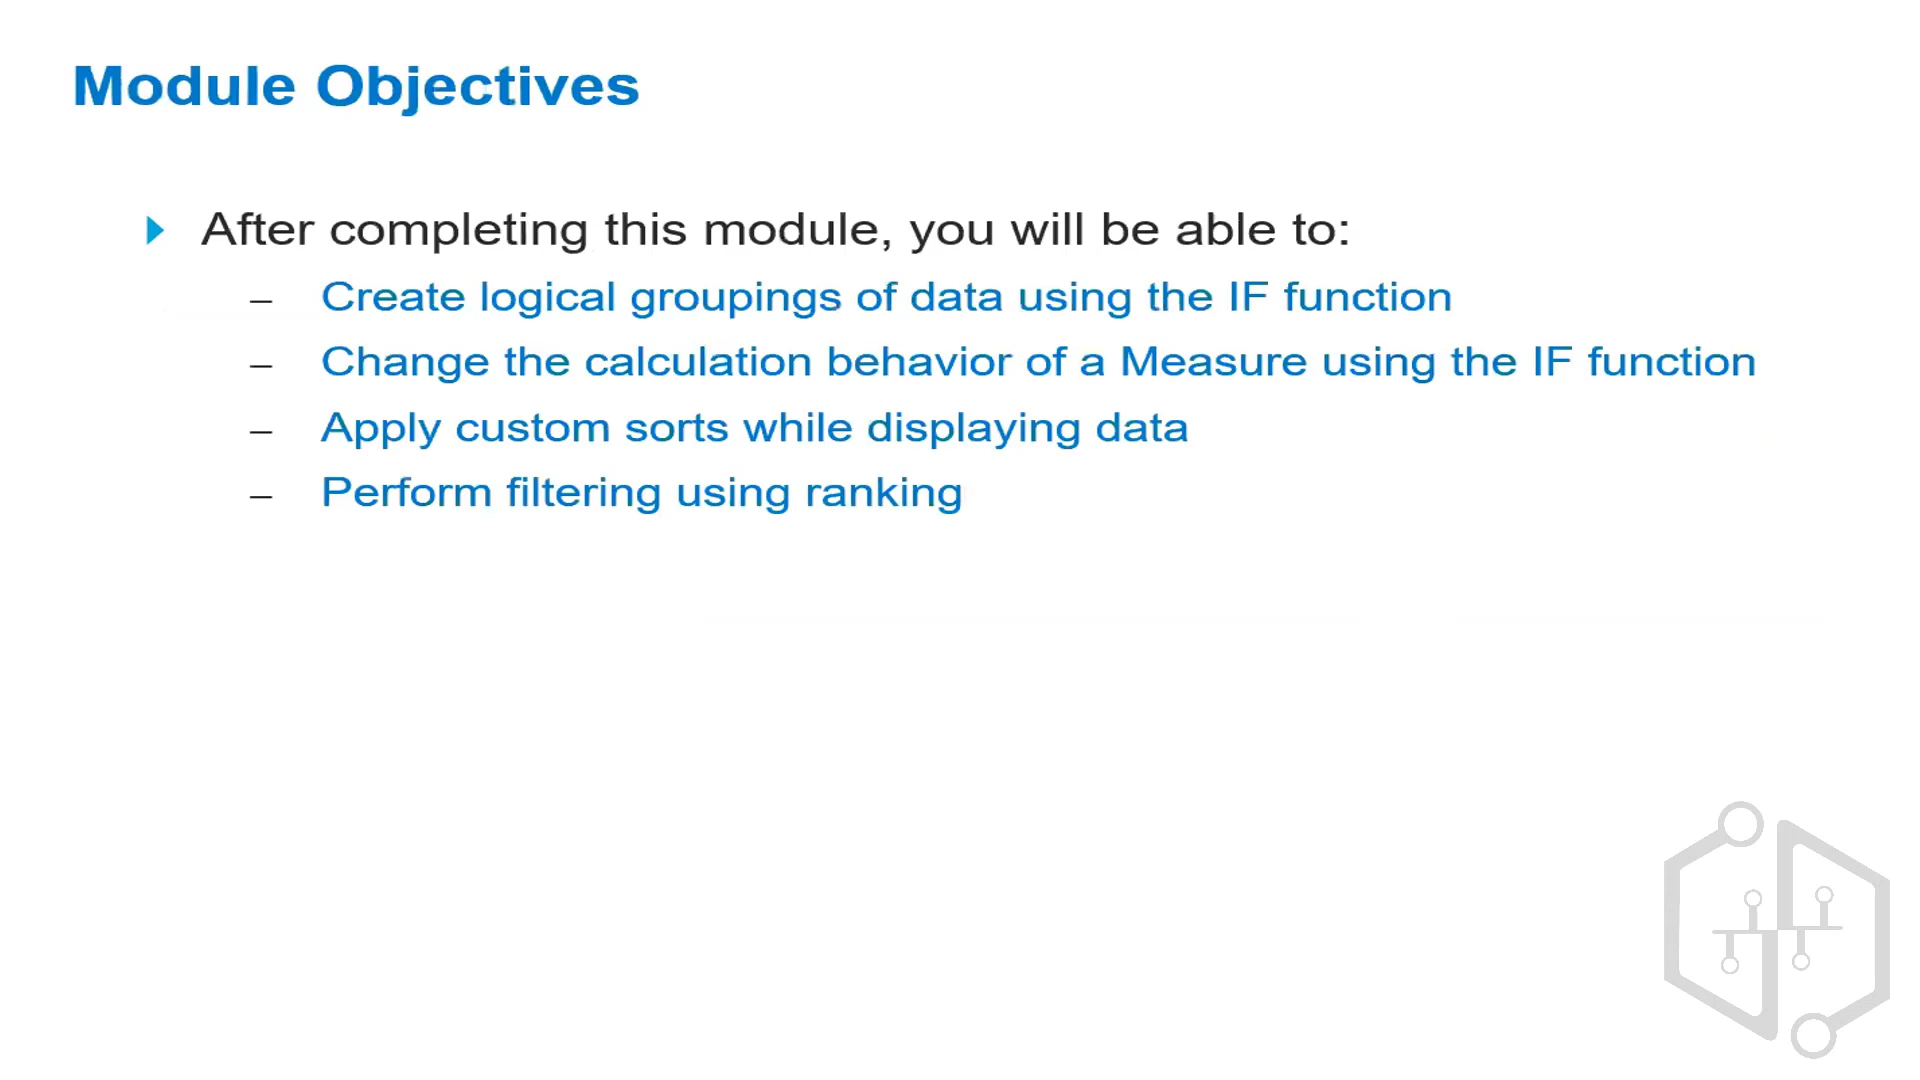 Module Objectives
After completing this module, you will be able to:
– Create logical groupings of data using the IF function
– Change the calculation behavior of a Measure using the IF function
– Apply custom sorts while displaying data
– Perform filtering using ranking